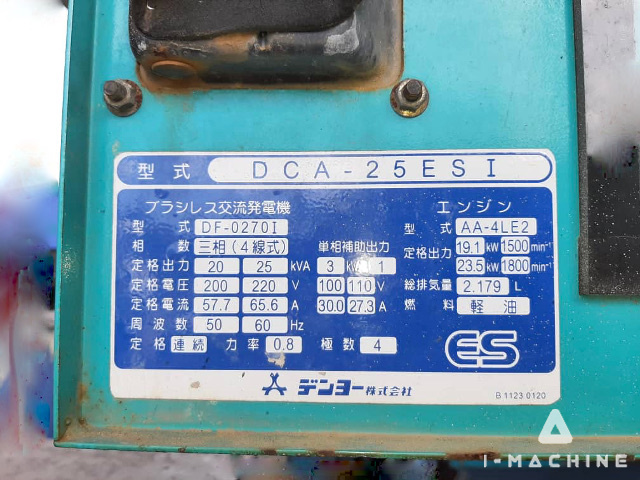 型式 DCA-25ESI
ブラシレス交流発電機 エンジン
型式 DF-0270I 型式 AA-4LE2
相数 三相(4線式) 単相補助出力 定格出力 19.1 kW 1500 min⁻¹
定格出力 20 25 kVA 3 kW 1 23.5 kW 1800 min⁻¹
定格電圧 200 220 V 100 110 V 総排気量 2.179 L
定格電流 57.7 65.6 A 30.0 27.3 A 燃料 軽油
周波数 50 60 Hz
定格 連続 力率 0.8 極数 4 ES
デンヨー株式会社 B 1123 0120
I-MACHINE